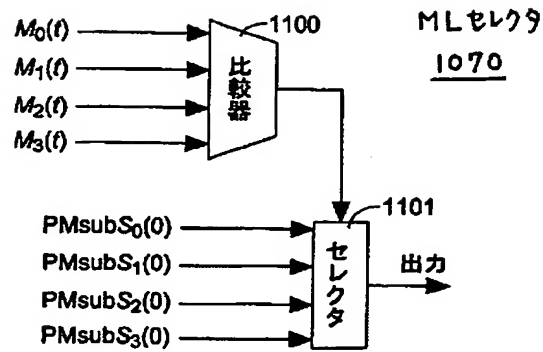 M₀(t)
M₁(t)
M₂(t)
M₃(t)
比較器
1100
MLセレクタ
1070
PMsubS₀(0)
PMsubS₁(0)
PMsubS₂(0)
PMsubS₃(0)
セレクタ
1101
出力